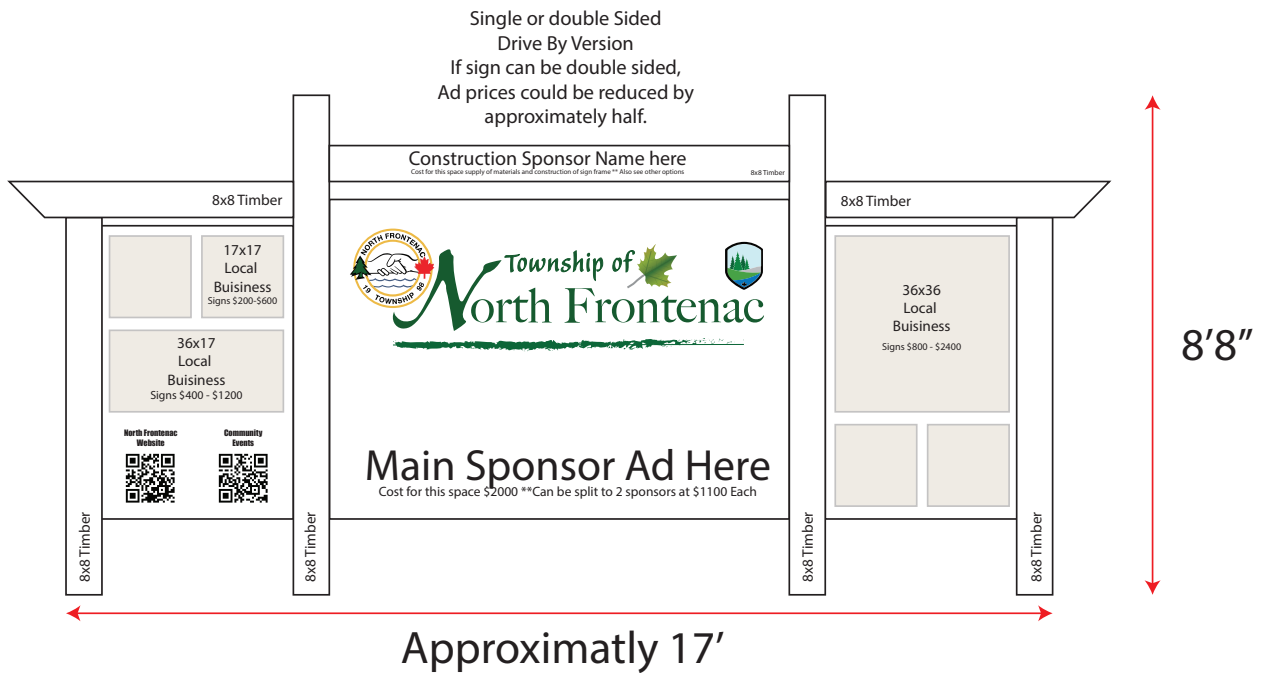 Single or double Sided
Drive By Version
If sign can be double sided,
Ad prices could be reduced by
approximately half.
Construction Sponsor Name here
Cost for this space supply of materials and construction of sign frame ** Also see other options
8x8 Timber
8x8 Timber
8x8 Timber
17x17
Local
Buisiness
Signs $200-$600
36x17
Local
Buisiness
Signs $400 - $1200
North Frontenac
Website
Community
Events
NORTH FRONTENAC
19 TOWNSHIP 98
Township of
North Frontenac
Main Sponsor Ad Here
Cost for this space $2000 **Can be split to 2 sponsors at $1100 Each
36x36
Local
Buisiness
Signs $800 - $2400
8x8 Timber
8x8 Timber
8x8 Timber
8x8 Timber
8’8”
Approximatly 17’